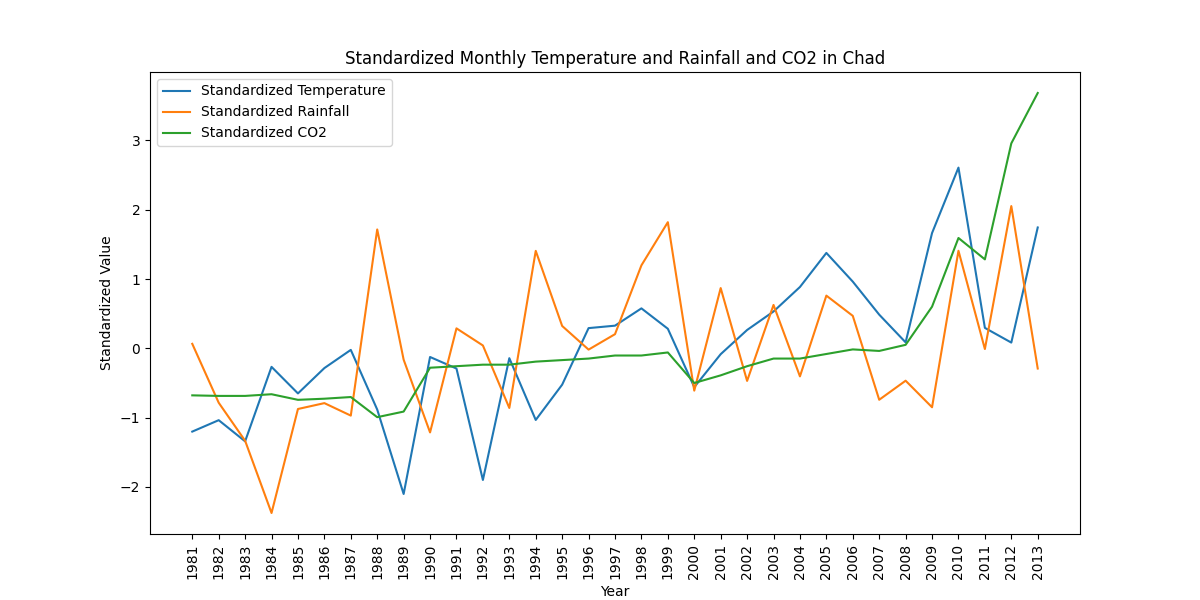 Standardized Monthly Temperature and Rainfall and CO2 in Chad
Standardized Temperature
Standardized Rainfall
Standardized CO2
Standardized Value
3
2
1
0
−1
−2
1981 1982 1983 1984 1985 1986 1987 1988 1989 1990 1991 1992 1993 1994 1995 1996 1997 1998 1999 2000 2001 2002 2003 2004 2005 2006 2007 2008 2009 2010 2011 2012 2013
Year